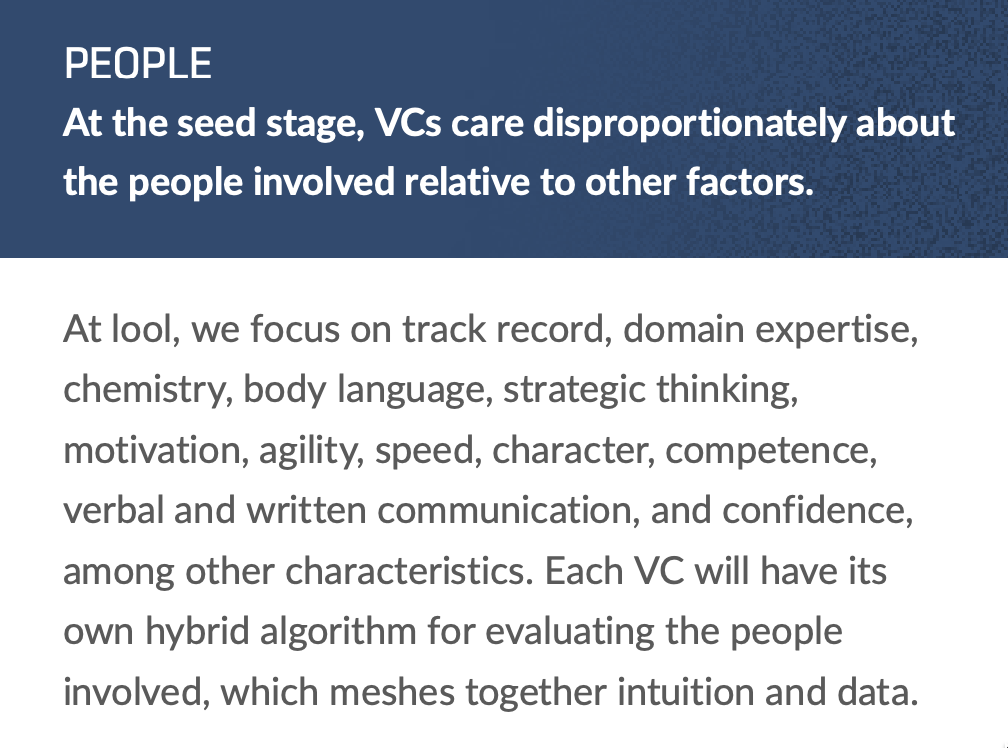 PEOPLE
At the seed stage, VCs care disproportionately about
the people involved relative to other factors.
At lool, we focus on track record, domain expertise,
chemistry, body language, strategic thinking,
motivation, agility, speed, character, competence,
verbal and written communication, and confidence,
among other characteristics. Each VC will have its
own hybrid algorithm for evaluating the people
involved, which meshes together intuition and data.